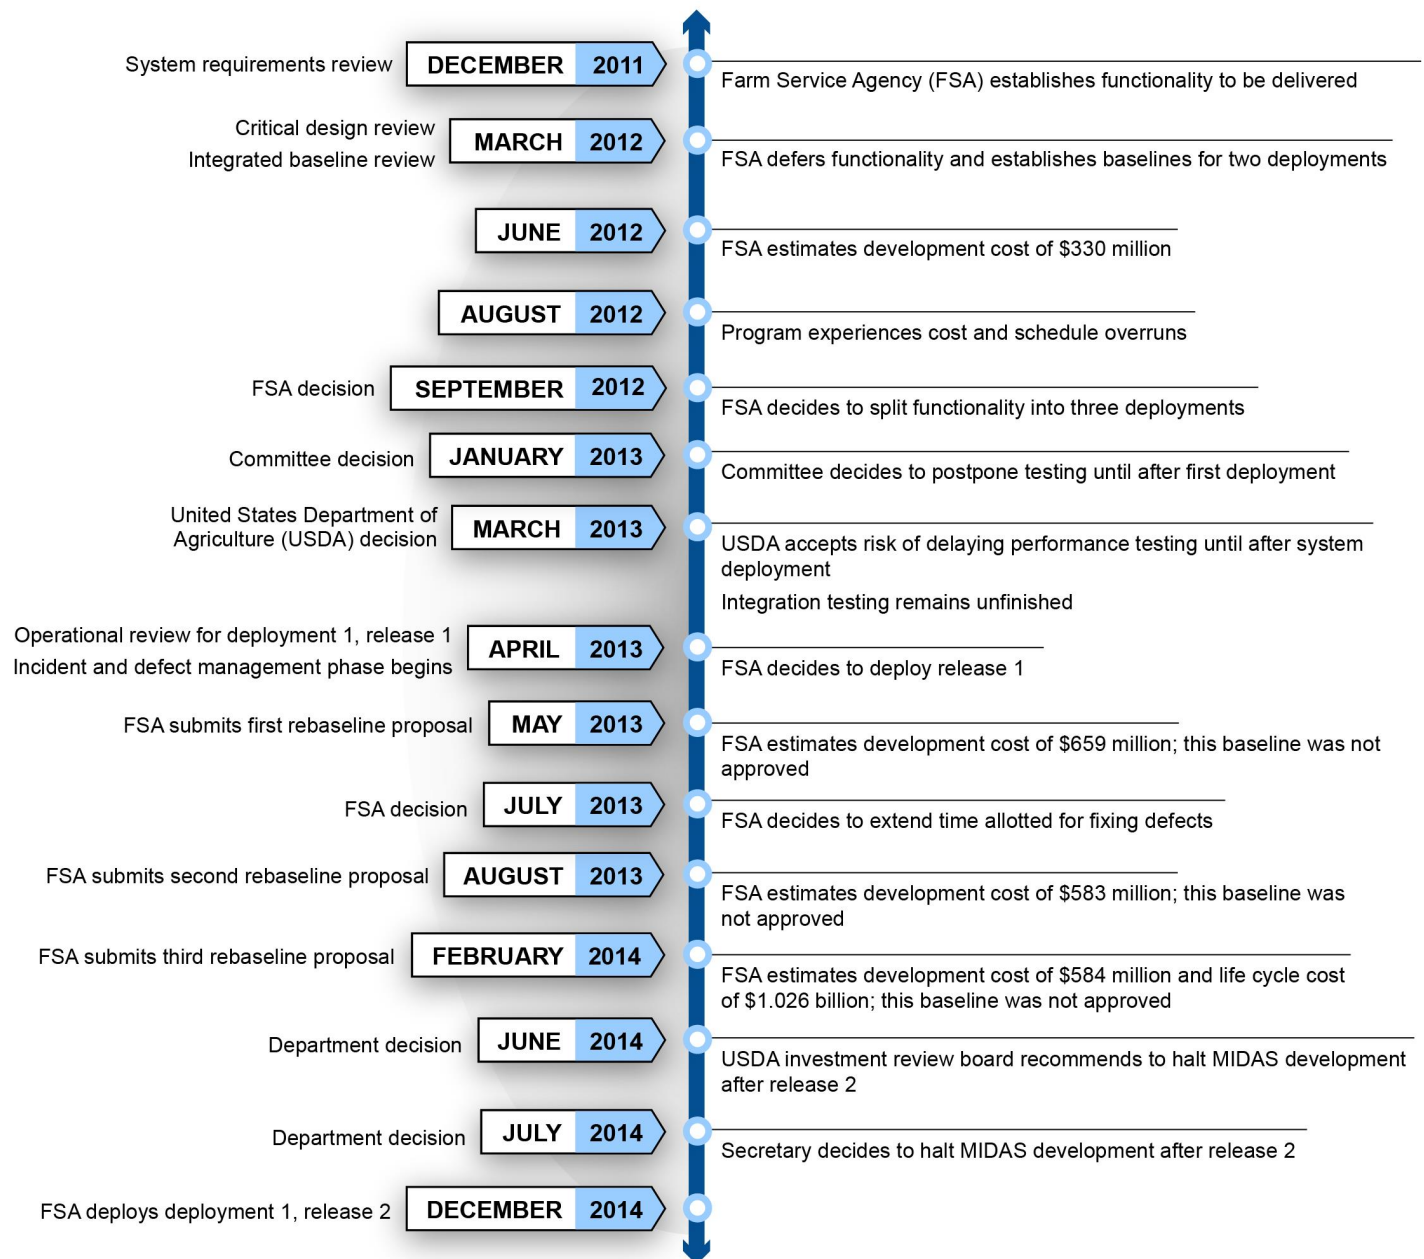 System requirements review
DECEMBER 2011
Farm Service Agency (FSA) establishes functionality to be delivered
Critical design review
Integrated baseline review
MARCH 2012
FSA defers functionality and establishes baselines for two deployments
JUNE 2012
FSA estimates development cost of $330 million
AUGUST 2012
Program experiences cost and schedule overruns
FSA decision
SEPTEMBER 2012
FSA decides to split functionality into three deployments
Committee decision
JANUARY 2013
Committee decides to postpone testing until after first deployment
United States Department of
Agriculture (USDA) decision
MARCH 2013
USDA accepts risk of delaying performance testing until after system
deployment
Integration testing remains unfinished
Operational review for deployment 1, release 1
Incident and defect management phase begins
APRIL 2013
FSA decides to deploy release 1
FSA submits first rebaseline proposal
MAY 2013
FSA estimates development cost of $659 million; this baseline was not
approved
FSA decision
JULY 2013
FSA decides to extend time allotted for fixing defects
FSA submits second rebaseline proposal
AUGUST 2013
FSA estimates development cost of $583 million; this baseline was
not approved
FSA submits third rebaseline proposal
FEBRUARY 2014
FSA estimates development cost of $584 million and life cycle cost
of $1.026 billion; this baseline was not approved
Department decision
JUNE 2014
USDA investment review board recommends to halt MIDAS development
after release 2
Department decision
JULY 2014
Secretary decides to halt MIDAS development after release 2
FSA deploys deployment 1, release 2
DECEMBER 2014